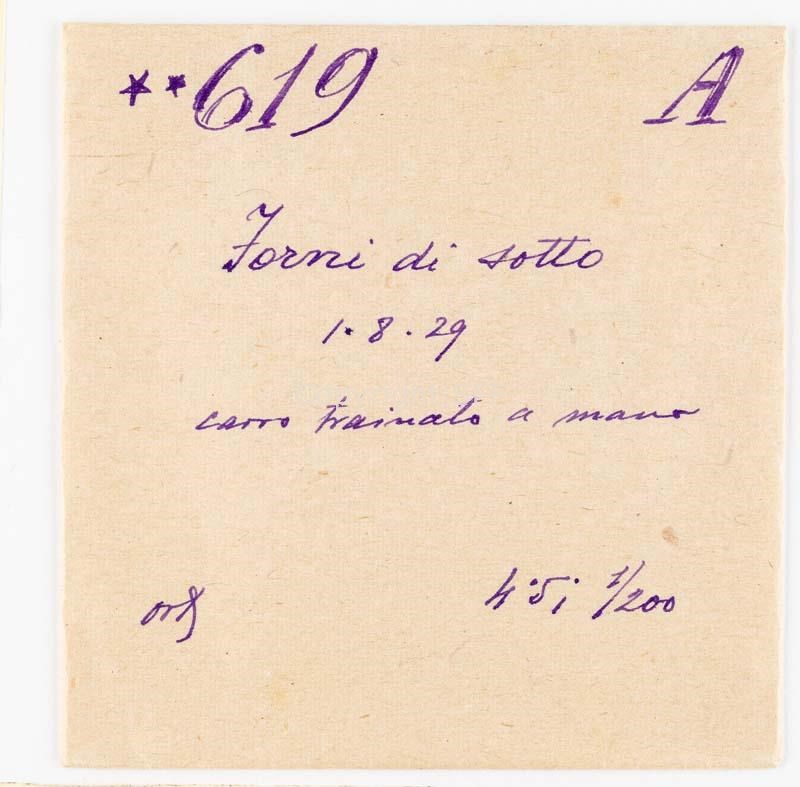 **619 A
Forni di sotto
1.8.29
carro trainato a mano
4.5; 1/200